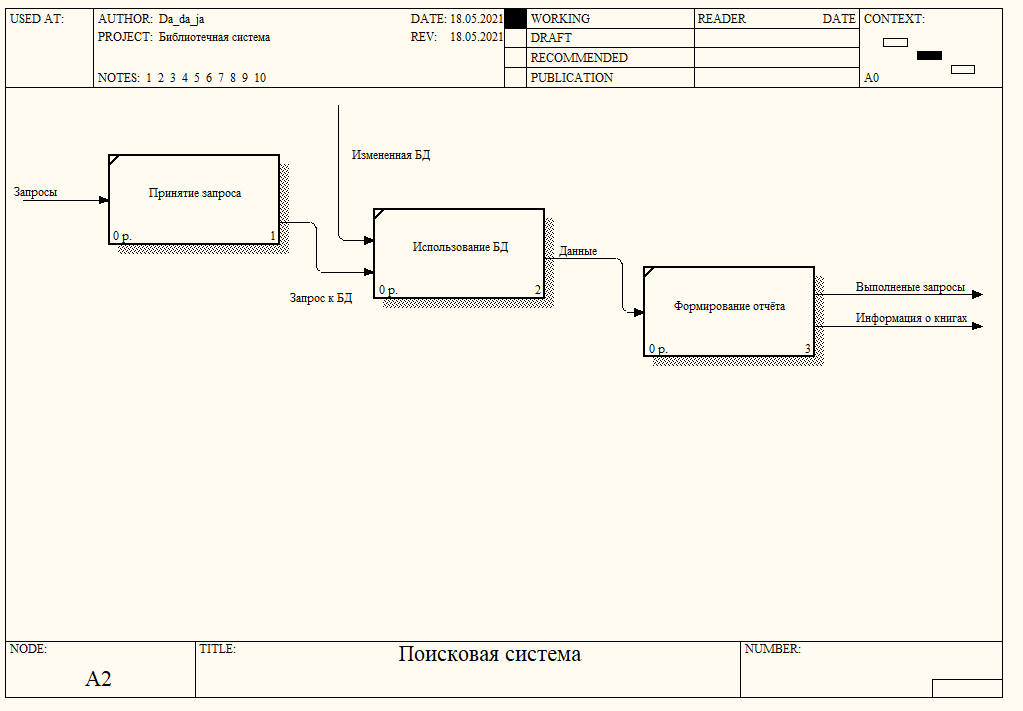 USED AT:
AUTHOR: Da_da_ja
DATE: 18.05.2021
WORKING
READER
DATE
CONTEXT:
PROJECT: Библиотечная система
REV: 18.05.2021
DRAFT
RECOMMENDED
NOTES: 1 2 3 4 5 6 7 8 9 10
PUBLICATION
A0
Измененная БД
Запросы
Принятие запроса
0 р.
1
Использование БД
Данные
0 р.
2
Запрос к БД
Выполненые запросы
Формирование отчёта
Информация о книгах
0 р.
3
NODE:
TITLE:
Поисковая система
NUMBER:
A2